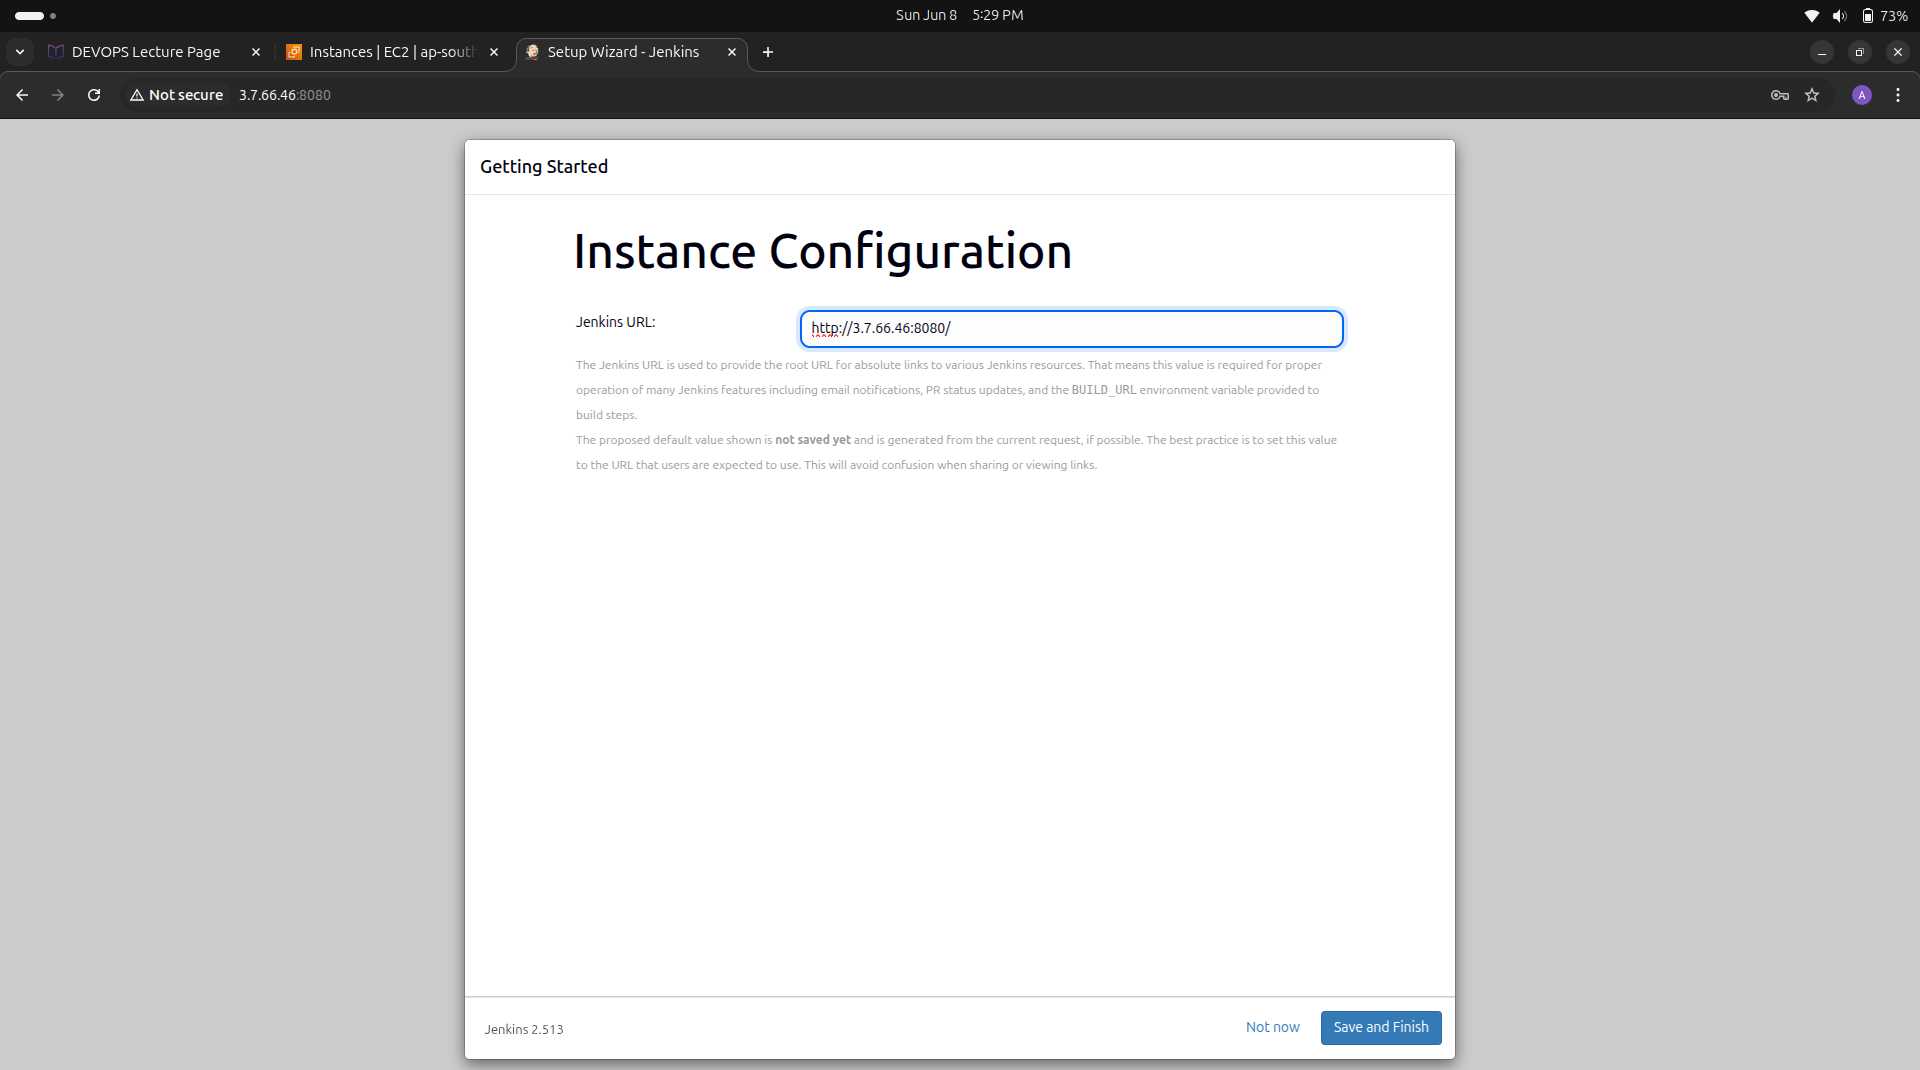 Sun Jun 8 5:29 PM
73%
DEVOPS Lecture Page
Instances | EC2 | ap-sout
Setup Wizard - Jenkins
Not secure
3.7.66.46:8080
A
Getting Started
Instance Configuration
Jenkins URL:
http://3.7.66.46:8080/
The Jenkins URL is used to provide the root URL for absolute links to various Jenkins resources. That means this value is required for proper
operation of many Jenkins features including email notifications, PR status updates, and the BUILD_URL environment variable provided to
build steps.
The proposed default value shown is not saved yet and is generated from the current request, if possible. The best practice is to set this value
to the URL that users are expected to use. This will avoid confusion when sharing or viewing links.
Jenkins 2.513
Not now
Save and Finish